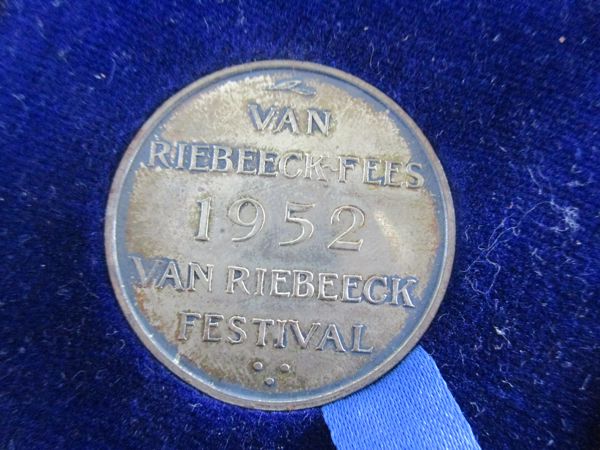 VAN
RIEBEECK-FEES
1952
VAN RIEBEECK
FESTIVAL